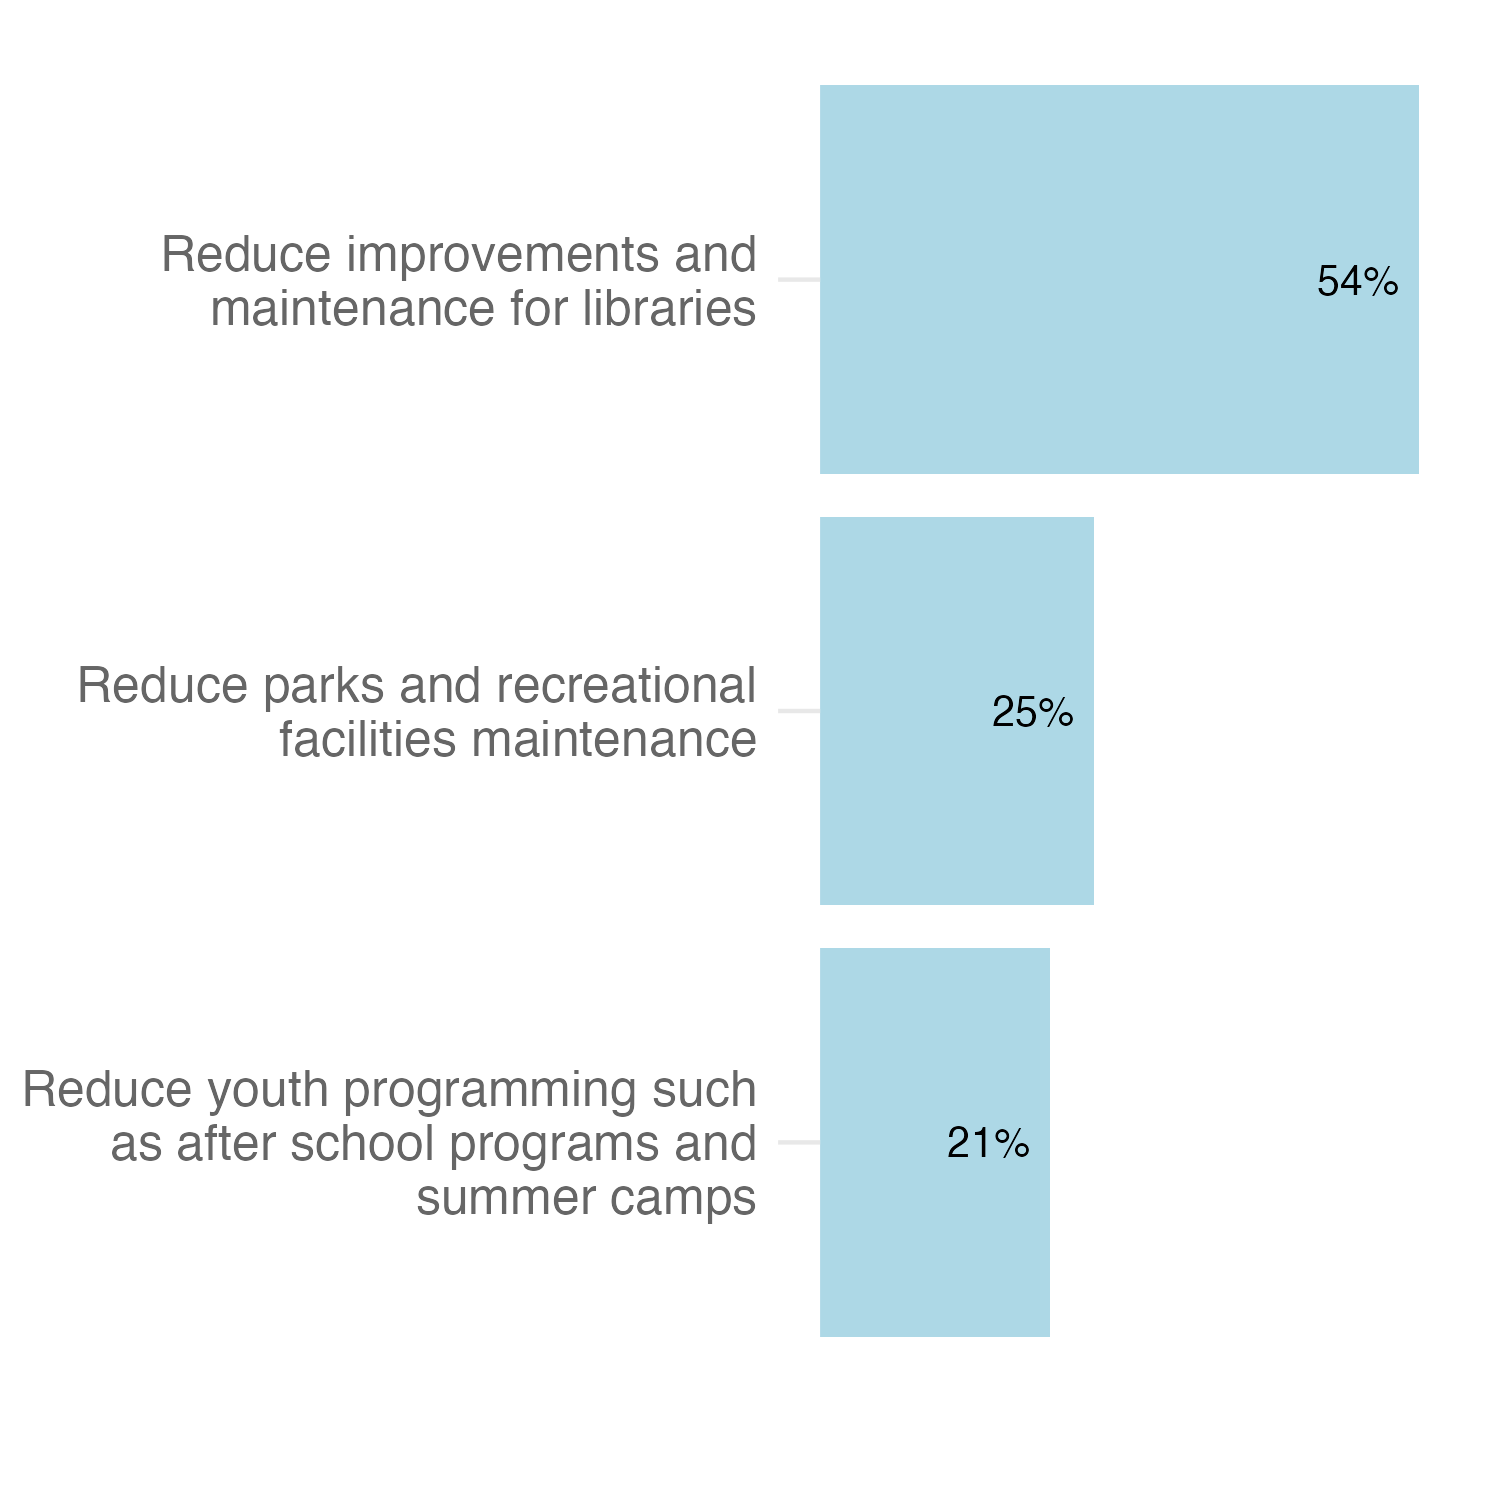 Reduce improvements and
maintenance for libraries
54%
Reduce parks and recreational
facilities maintenance
25%
Reduce youth programming such
as after school programs and
summer camps
21%